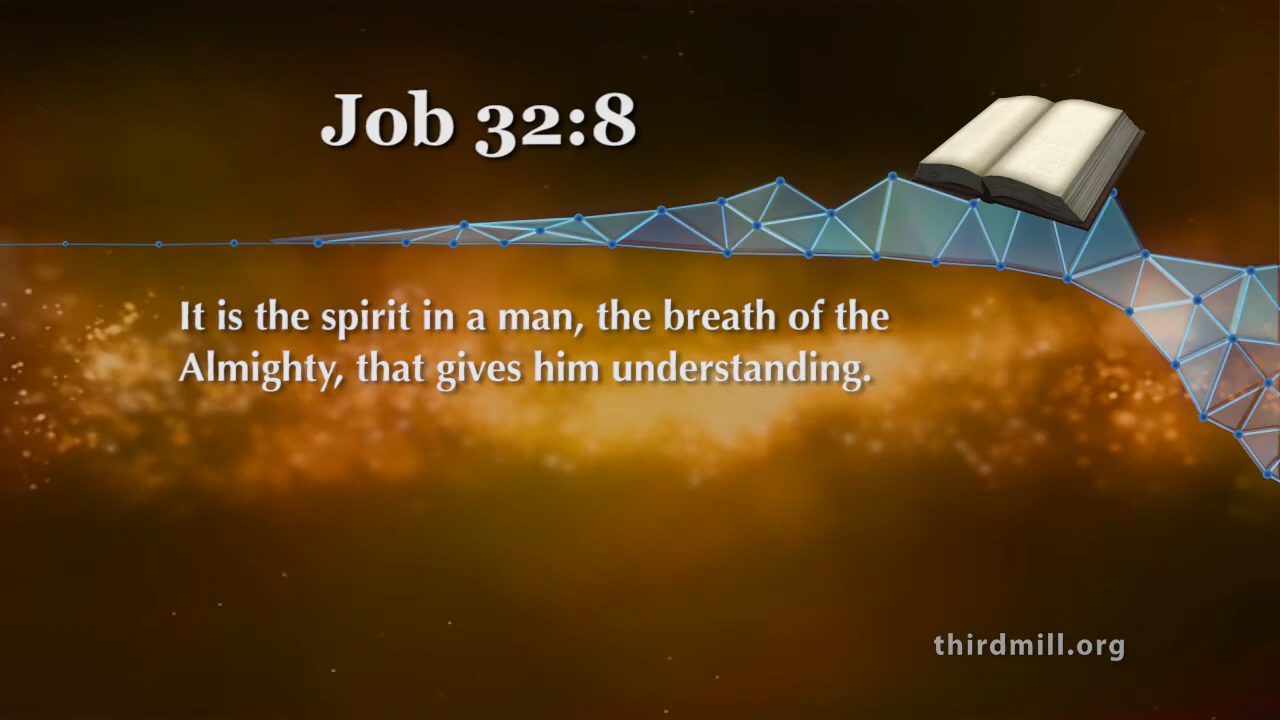 Job 32:8
It is the spirit in a man, the breath of the
Almighty, that gives him understanding.
thirdmill.org